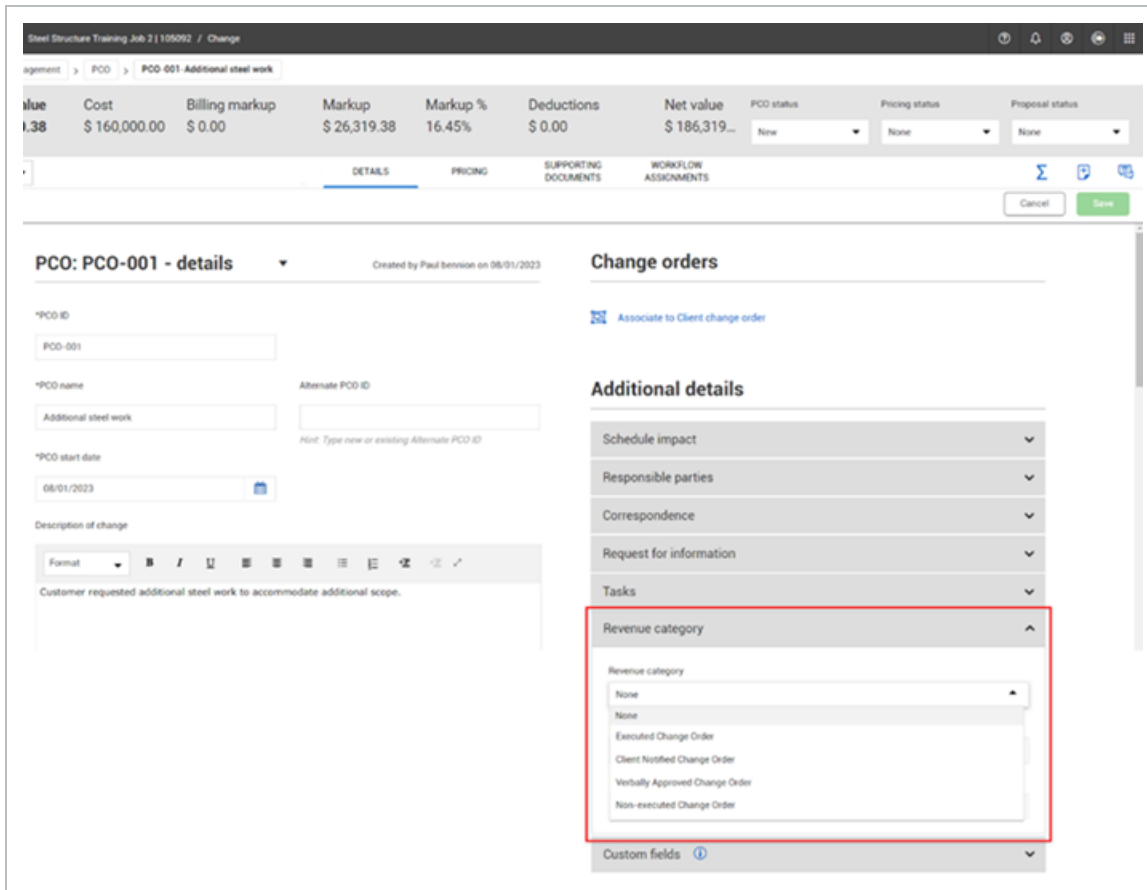 Steel Structure Training Job 2 | 105092 / Change
agement > PCO > PCO-001-Additional steel work
alue Cost Billing markup Markup Markup % Deductions Net value PCO status Pricing status Proposal status
.38 $ 160,000.00 $ 0.00 $ 26,319.38 16.45% $ 0.00 $ 186,319... New None None
DETAILS PRICING SUPPORTING DOCUMENTS WORKFLOW ASSIGNMENTS
Cancel Save
PCO: PCO-001 - details
Created by Paul bennion on 08/01/2023
*PCO ID
PCO-001
*PCO name Alternate PCO ID
Additional steel work
Hint: Type new or existing Alternate PCO ID
*PCO start date
08/01/2023
Description of change
Format B I U
Customer requested additional steel work to accommodate additional scope.
Change orders
Associate to Client change order
Additional details
Schedule impact
Responsible parties
Correspondence
Request for information
Tasks
Revenue category
Revenue category
None
None
Executed Change Order
Client Notified Change Order
Verbally Approved Change Order
Non-executed Change Order
Custom fields